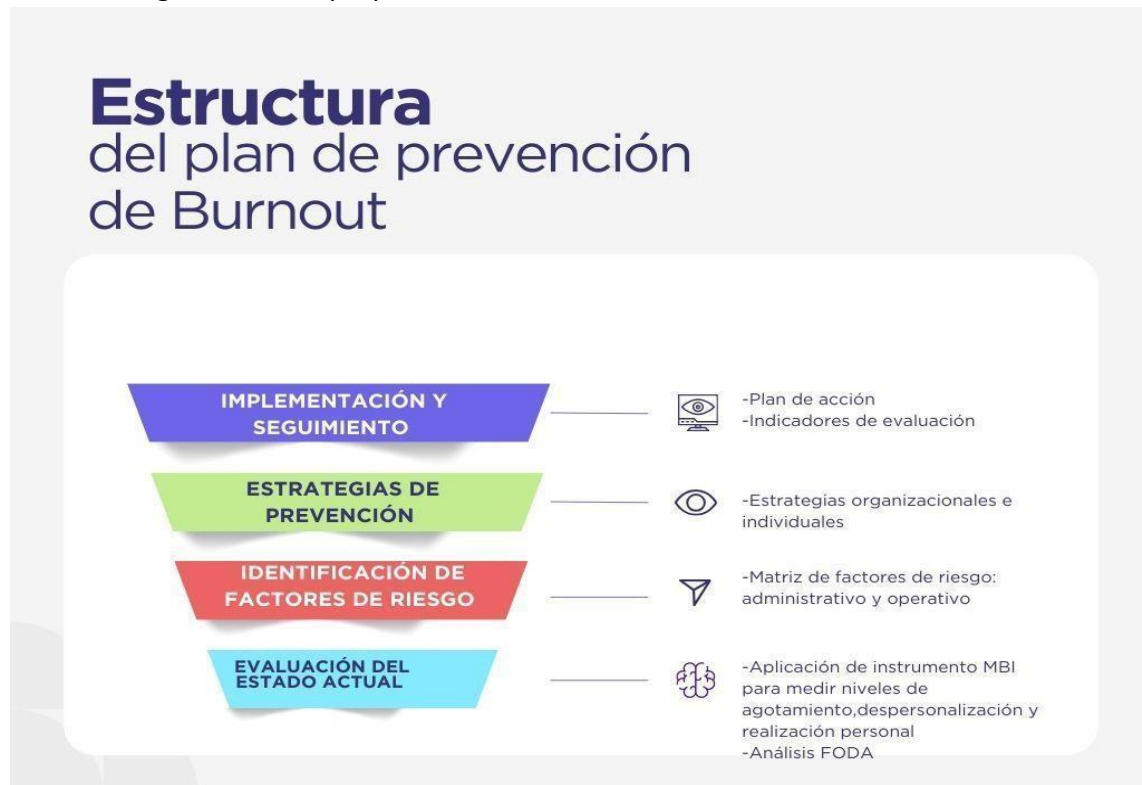 Estructura
del plan de prevención
de Burnout
IMPLEMENTACIÓN Y
SEGUIMIENTO
-Plan de acción
-Indicadores de evaluación
ESTRATEGIAS DE
PREVENCIÓN
-Estrategias organizacionales e
individuales
IDENTIFICACIÓN DE
FACTORES DE RIESGO
-Matriz de factores de riesgo:
administrativo y operativo
EVALUACIÓN DEL
ESTADO ACTUAL
-Aplicación de instrumento MBI
para medir niveles de
agotamiento,despersonalización y
realización personal
-Análisis FODA